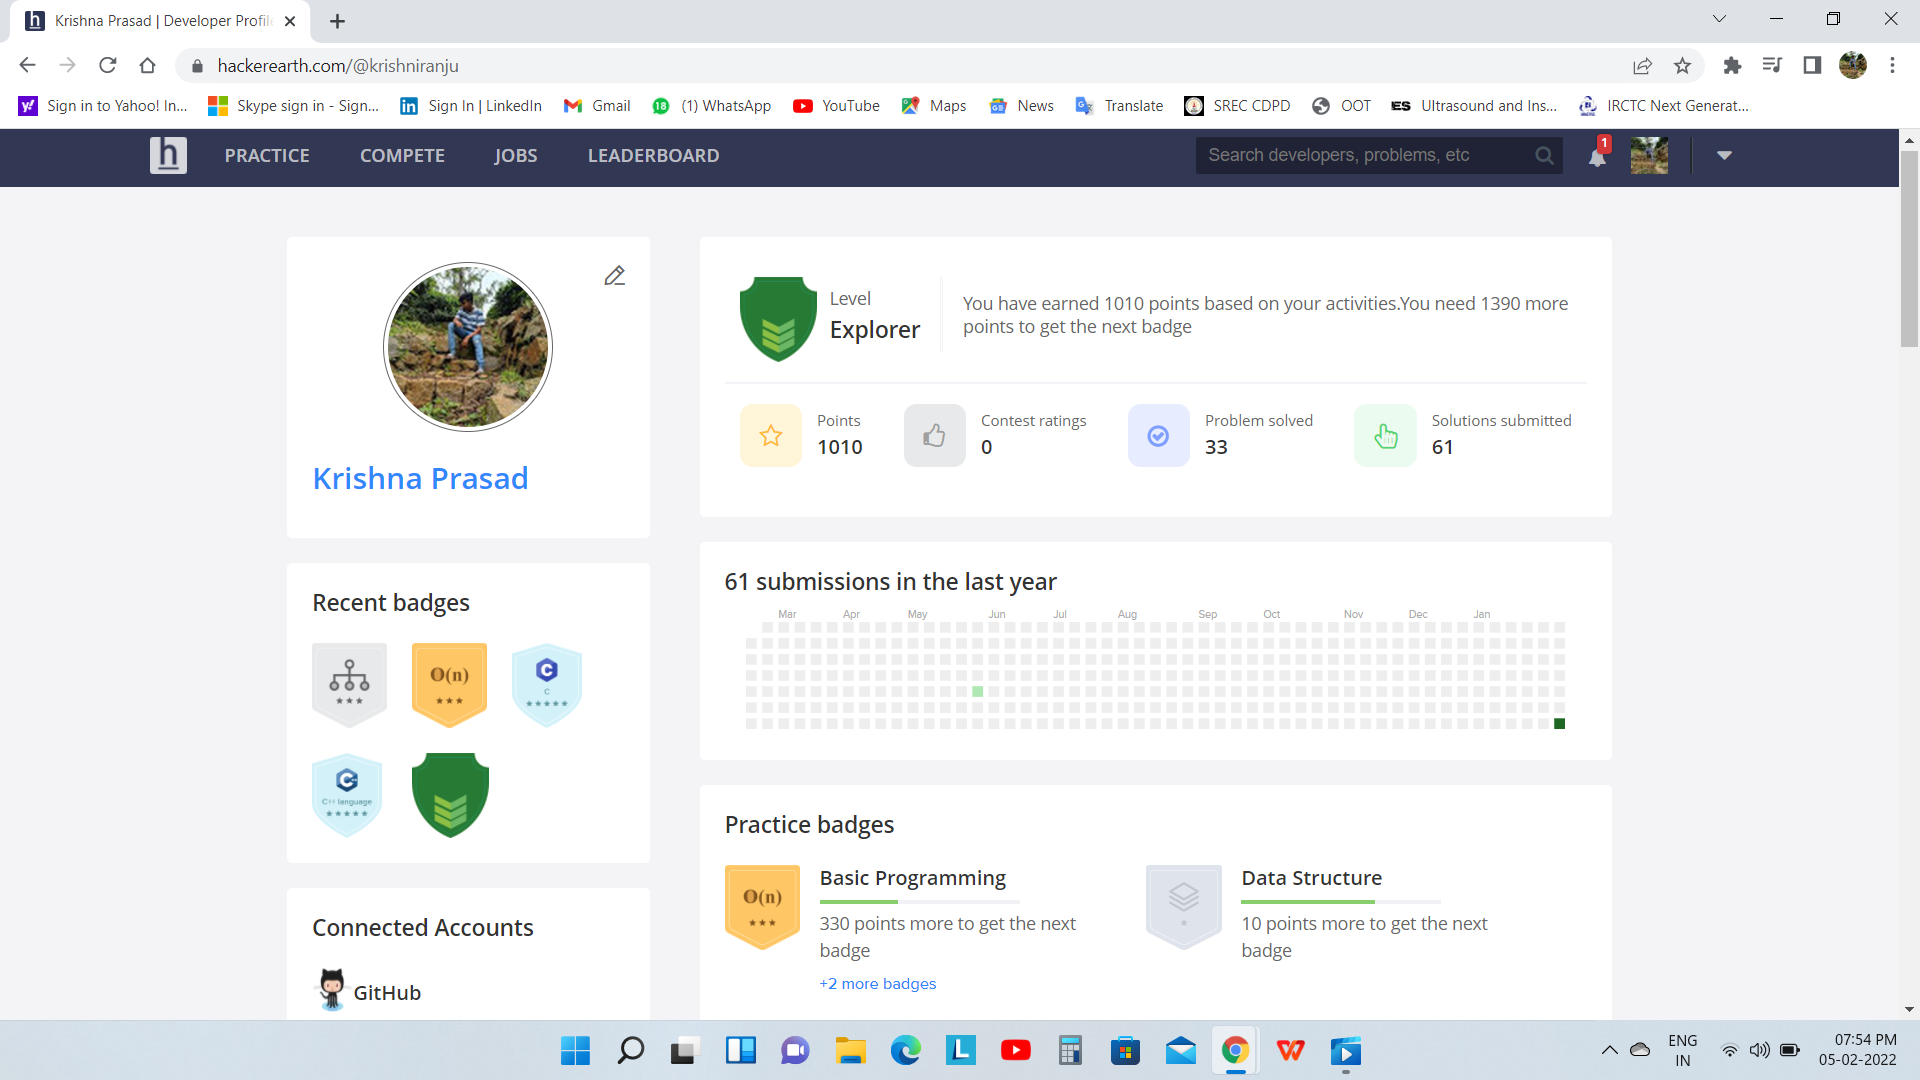 Krishna Prasad | Developer Profile
hackerearth.com/@krishniranju
Sign in to Yahoo! In...
Skype sign in - Sign...
Sign In | LinkedIn
Gmail
(1) WhatsApp
YouTube
Maps
News
Translate
SREC CDPD
OOT
Ultrasound and Ins...
IRCTC Next Generat...
h
PRACTICE
COMPETE
JOBS
LEADERBOARD
Search developers, problems, etc
1
Krishna Prasad
Level
Explorer
You have earned 1010 points based on your activities.You need 1390 more
points to get the next badge
Points
1010
Contest ratings
0
Problem solved
33
Solutions submitted
61
61 submissions in the last year
Mar Apr May Jun Jul Aug Sep Oct Nov Dec Jan
Recent badges
O(n)
C
C
C++
C++ language
Practice badges
O(n)
Basic Programming
330 points more to get the next
badge
+2 more badges
Data Structure
10 points more to get the next
badge
Connected Accounts
GitHub
ENG
IN
07:54 PM
05-02-2022